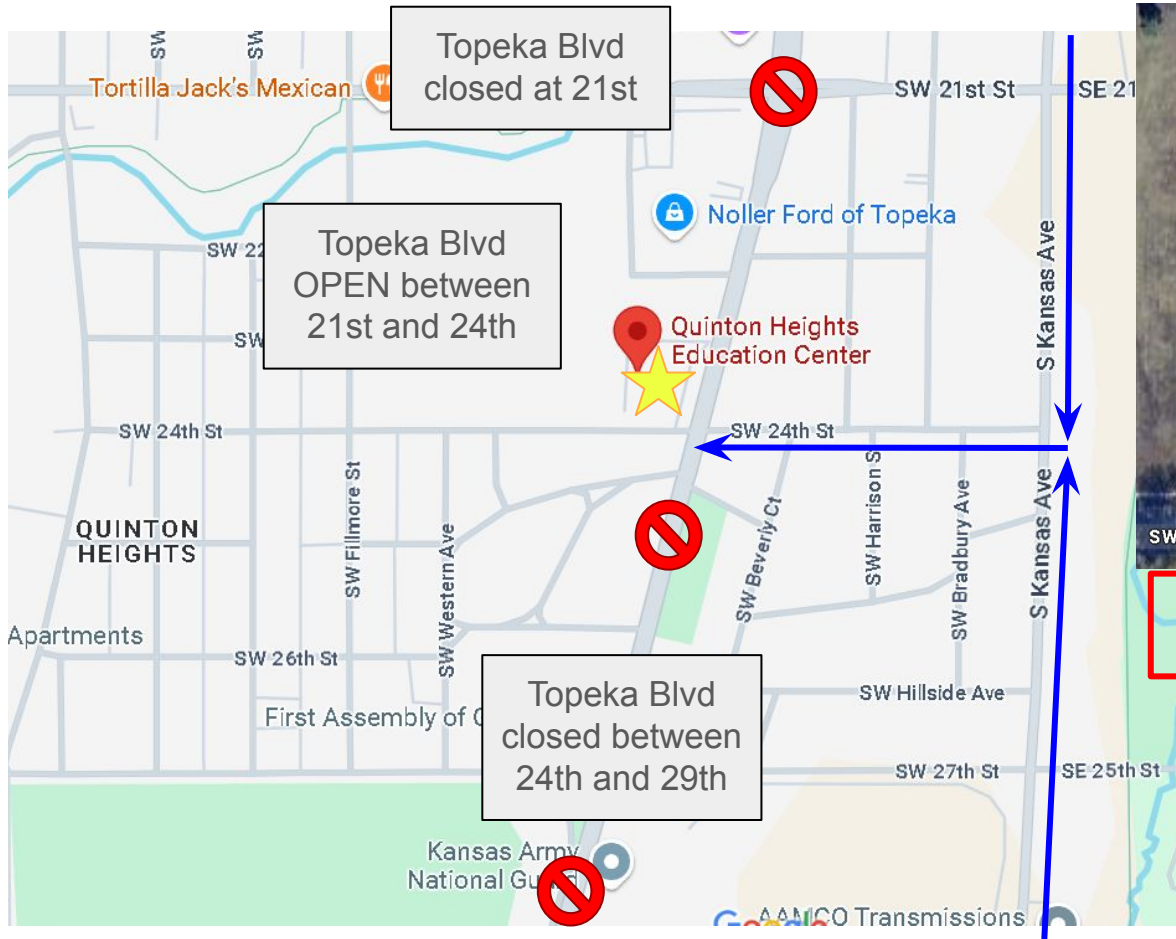 Topeka Blvd
closed at 21st
SW
SW
Tortilla Jack's Mexican
SW 21st St
SE 21
Noller Ford of Topeka
Topeka Blvd
OPEN between
21st and 24th
SW 22
SW
S Kansas Ave
Quinton Heights
Education Center
SW 24th St
SW 24th St
QUINTON
HEIGHTS
SW Fillmore St
SW Western Ave
SW Beverly Ct
SW Harrison S
SW Bradbury Ave
S Kansas Ave
SW
Apartments
SW 26th St
First Assembly of
Topeka Blvd
closed between
24th and 29th
SW Hillside Ave
SW 27th St
SE 25th St
Kansas Army
National Gu
Google
AAMCO Transmissions